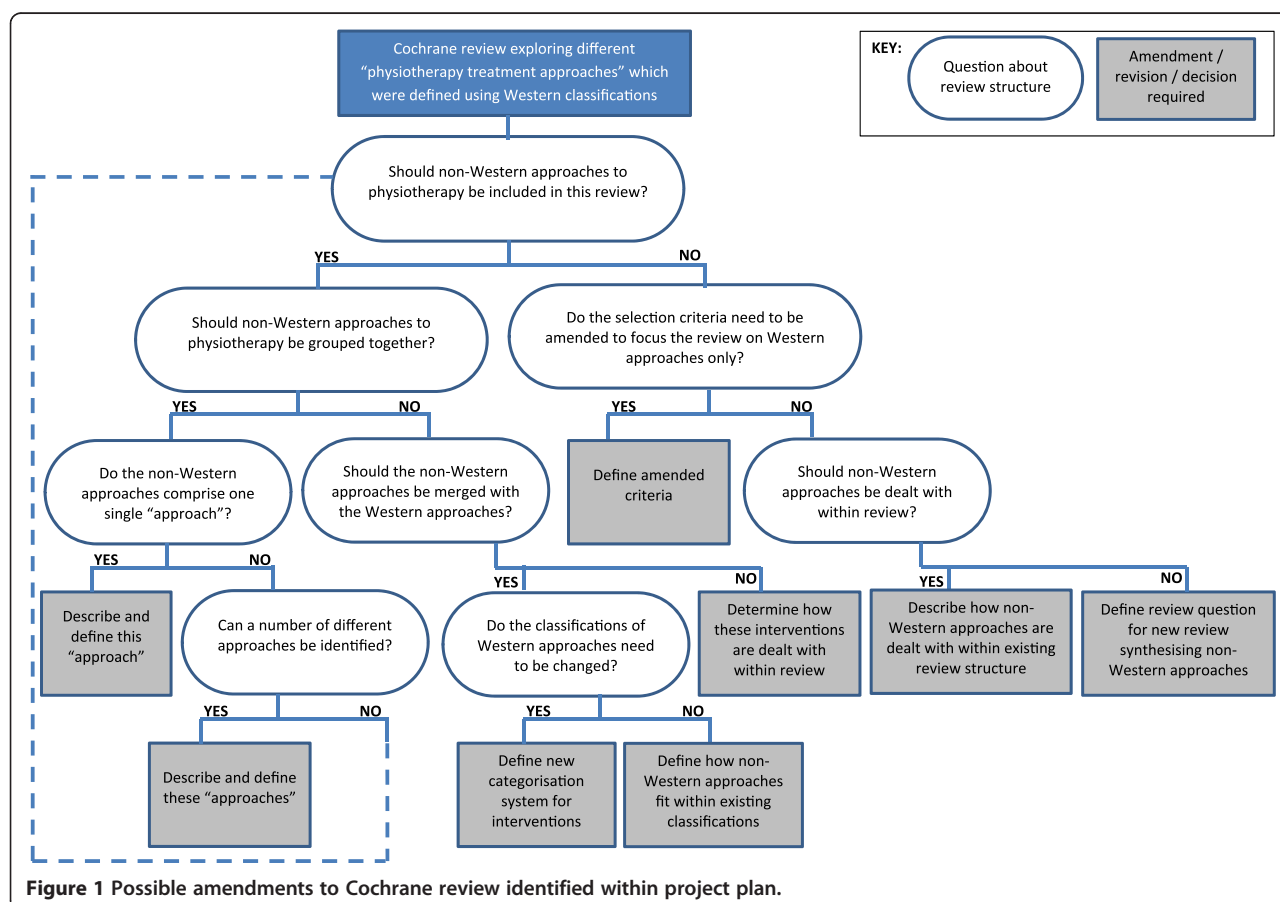 Cochrane review exploring different
“physiotherapy treatment approaches” which
were defined using Western classifications
KEY:
Question about
review structure
Amendment /
revision / decision
required
Should non-Western approaches to
physiotherapy be included in this review?
YES
NO
Should non-Western approaches to
physiotherapy be grouped together?
Do the selection criteria need to be
amended to focus the review on Western
approaches only?
YES
NO
YES
NO
Do the non-Western
approaches comprise one
single “approach”?
Should the non-Western
approaches be merged with
the Western approaches?
Define amended
criteria
Should non-Western
approaches be dealt with
within review?
YES
NO
YES
NO
YES
NO
Describe and
define this
“approach”
Can a number of different
approaches be identified?
Do the classifications of
Western approaches need
to be changed?
Determine how
these interventions
are dealt with
within review
Describe how non-
Western approaches are
dealt with within existing
review structure
Define review question
for new review
synthesising non-
Western approaches
YES
NO
YES
NO
Describe and define
these “approaches”
Define new
categorisation
system for
interventions
Define how non-
Western approaches
fit within existing
classifications
Figure 1 Possible amendments to Cochrane review identified within project plan.